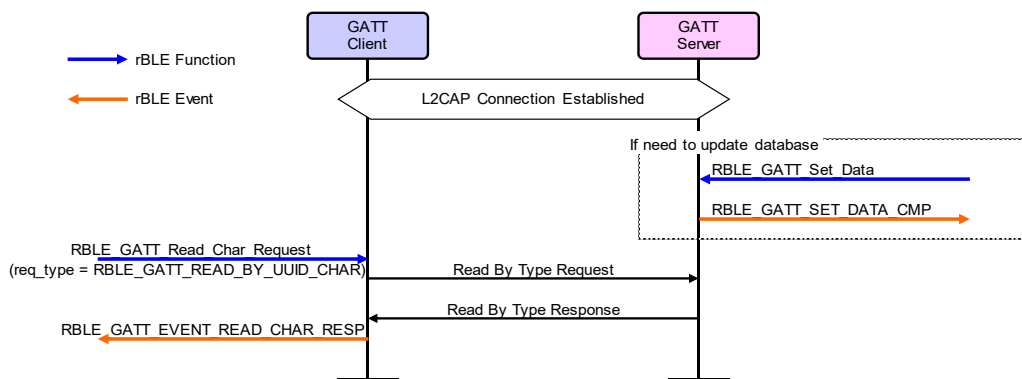 GATT
Client
GATT
Server
rBLE Function
rBLE Event
L2CAP Connection Established
If need to update database
RBLE_GATT_Set_Data
RBLE_GATT_SET_DATA_CMP
RBLE_GATT_Read_Char_Request
(req_type = RBLE_GATT_READ_BY_UUID_CHAR)
Read By Type Request
Read By Type Response
RBLE_GATT_EVENT_READ_CHAR_RESP